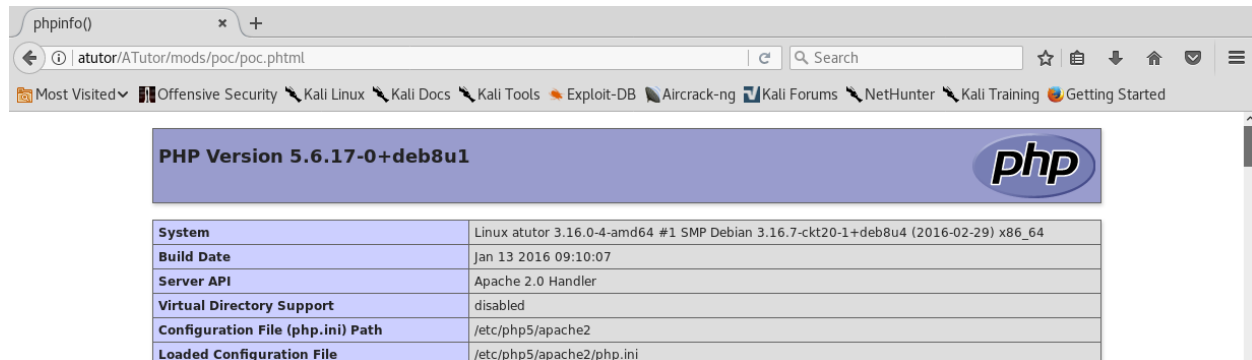 phpinfo()
atutor/ATutor/mods/poc/poc.phtml
Search
Most Visited Offensive Security Kali Linux Kali Docs Kali Tools Exploit-DB Aircrack-ng Kali Forums NetHunter Kali Training Getting Started
PHP Version 5.6.17-0+deb8u1
php
System Linux atutor 3.16.0-4-amd64 #1 SMP Debian 3.16.7-ckt20-1+deb8u4 (2016-02-29) x86_64
Build Date Jan 13 2016 09:10:07
Server API Apache 2.0 Handler
Virtual Directory Support disabled
Configuration File (php.ini) Path /etc/php5/apache2
Loaded Configuration File /etc/php5/apache2/php.ini